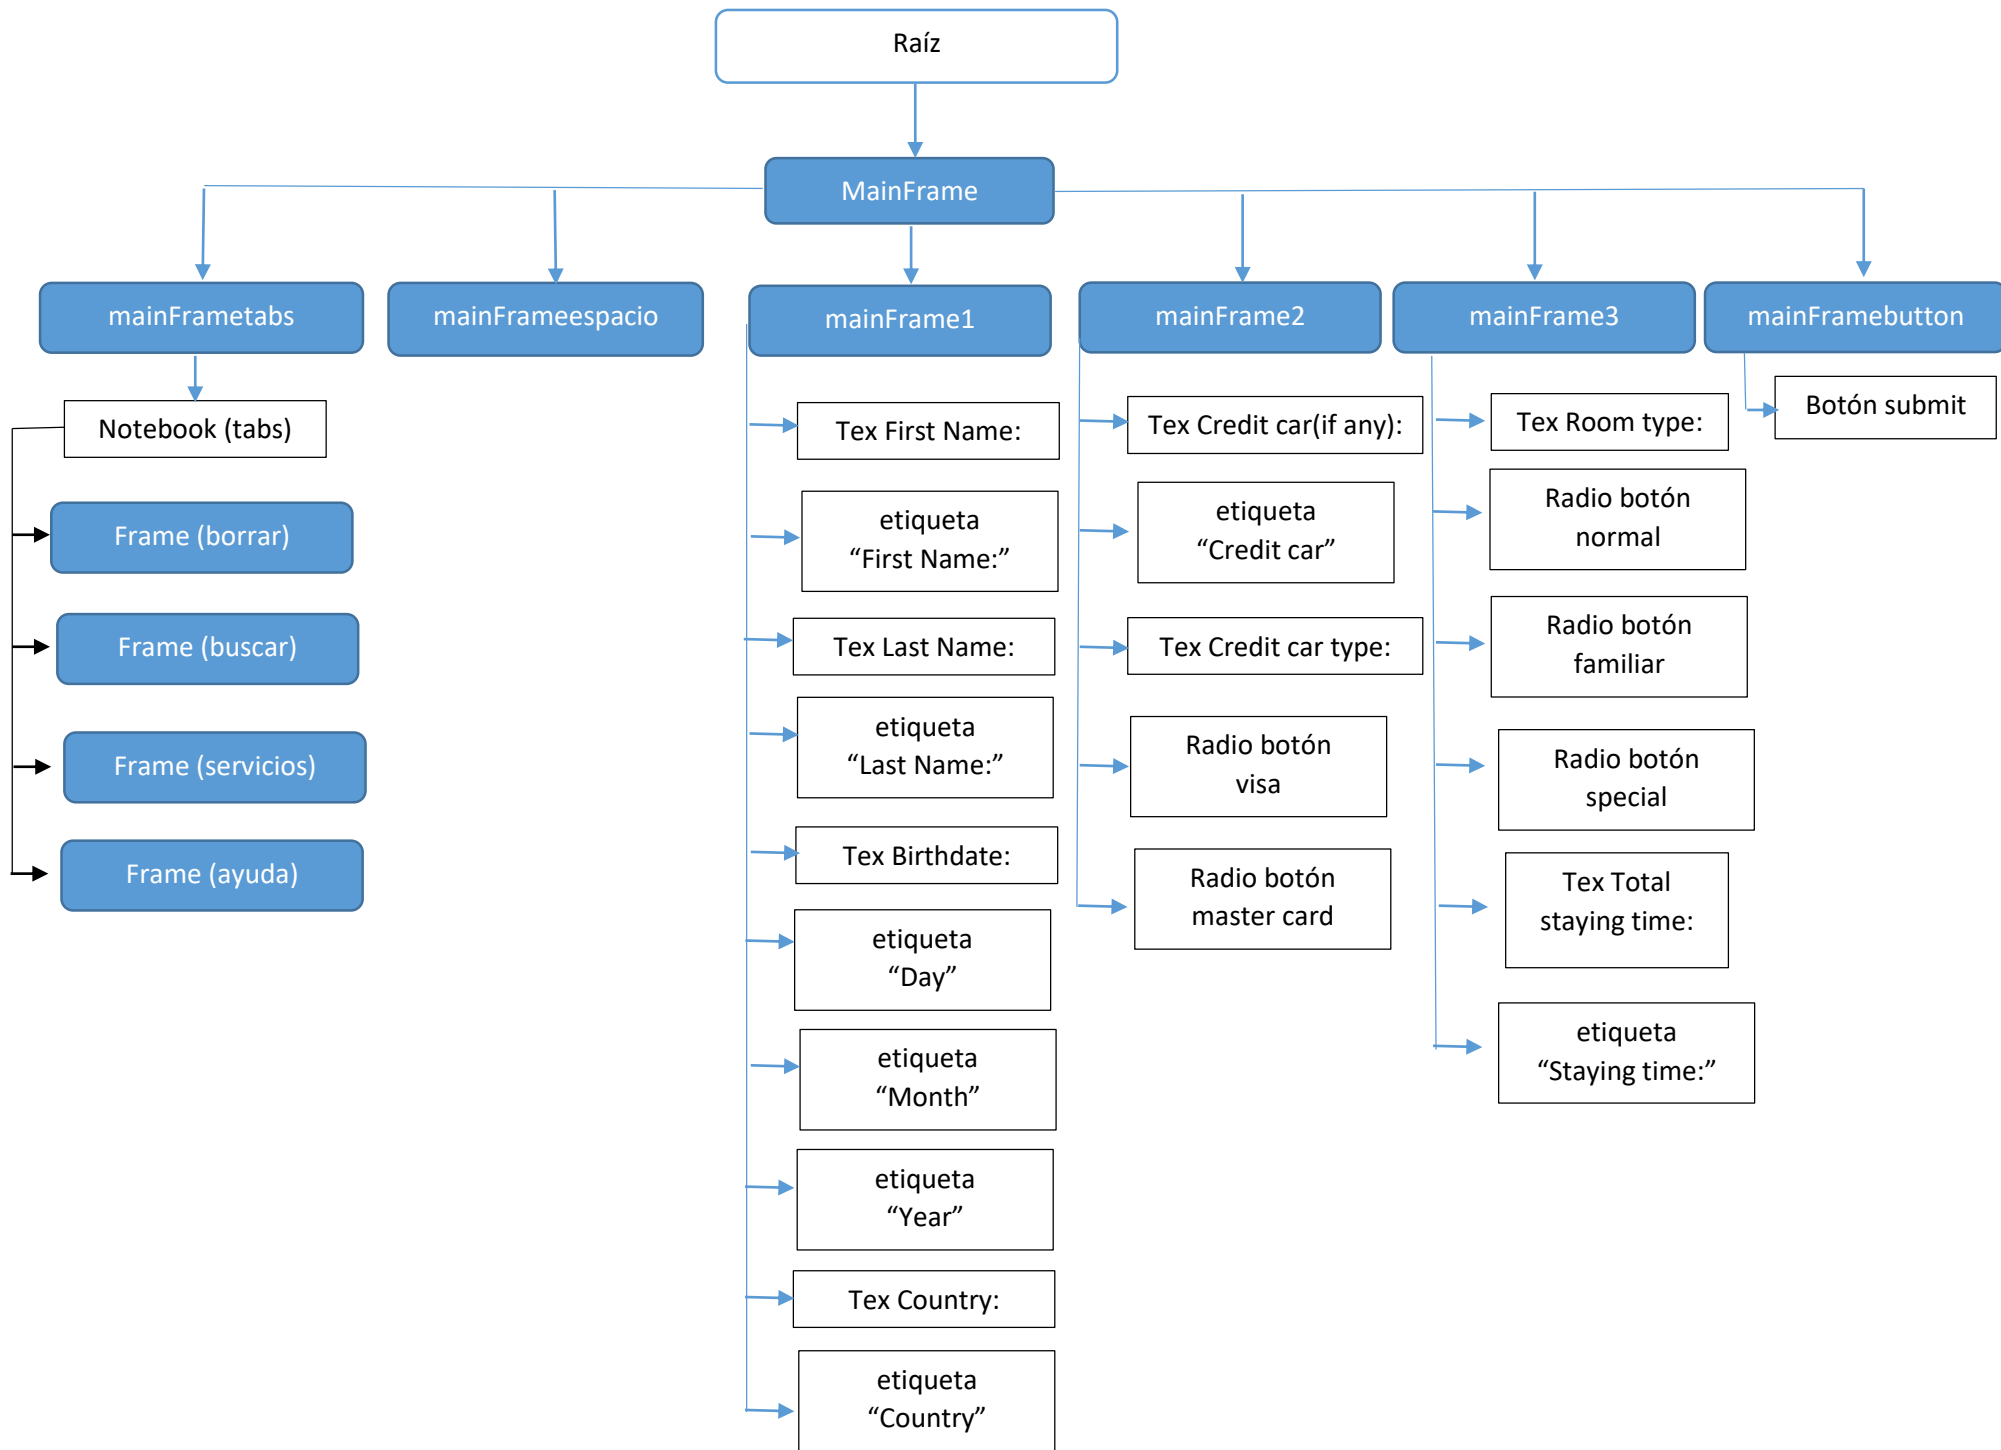 Raíz
MainFrame
mainFrametabs
mainFrameespacio
mainFrame1
mainFrame2
mainFrame3
mainFramebutton
Notebook (tabs)
Frame (borrar)
Frame (buscar)
Frame (servicios)
Frame (ayuda)
Tex First Name:
etiqueta
“First Name:”
Tex Last Name:
etiqueta
“Last Name:”
Tex Birthdate:
etiqueta
“Day”
etiqueta
“Month”
etiqueta
“Year”
Tex Country:
etiqueta
“Country”
Tex Credit car(if any):
etiqueta
“Credit car”
Tex Credit car type:
Radio botón
visa
Radio botón
master card
Tex Room type:
Radio botón
normal
Radio botón
familiar
Radio botón
special
Tex Total
staying time:
etiqueta
“Staying time:”
Botón submit